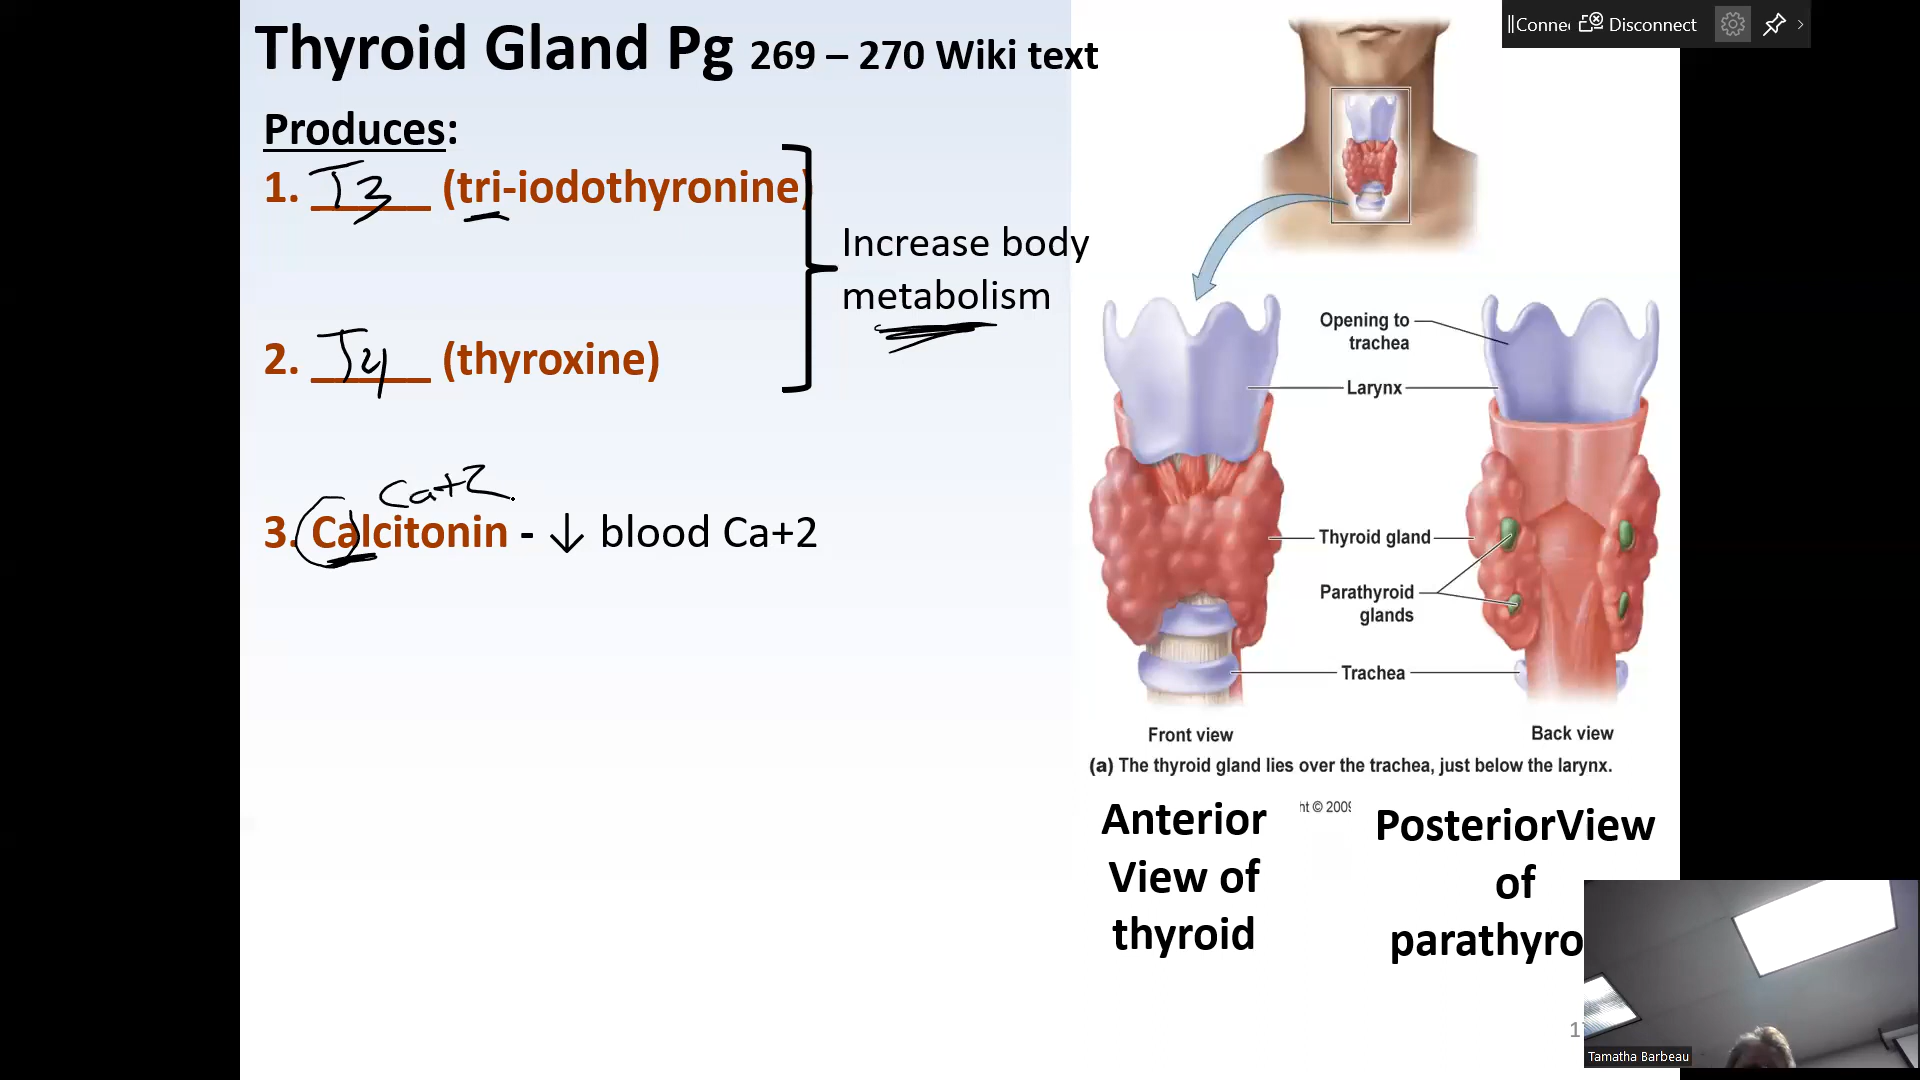 Thyroid Gland Pg 269 – 270 Wiki text
Produces:
1. T3 (tri-iodothyronine)
Increase body
metabolism
2. T4 (thyroxine)
Ca+2
3. Calcitonin - ↓ blood Ca+2
Disconnect
Opening to
trachea
Larynx
Thyroid gland
Parathyroid
glands
Trachea
Front view
Back view
(a) The thyroid gland lies over the trachea, just below the larynx.
ht © 2009
Anterior
View of
thyroid
PosteriorView
of
parathyro
Tamatha Barbeau